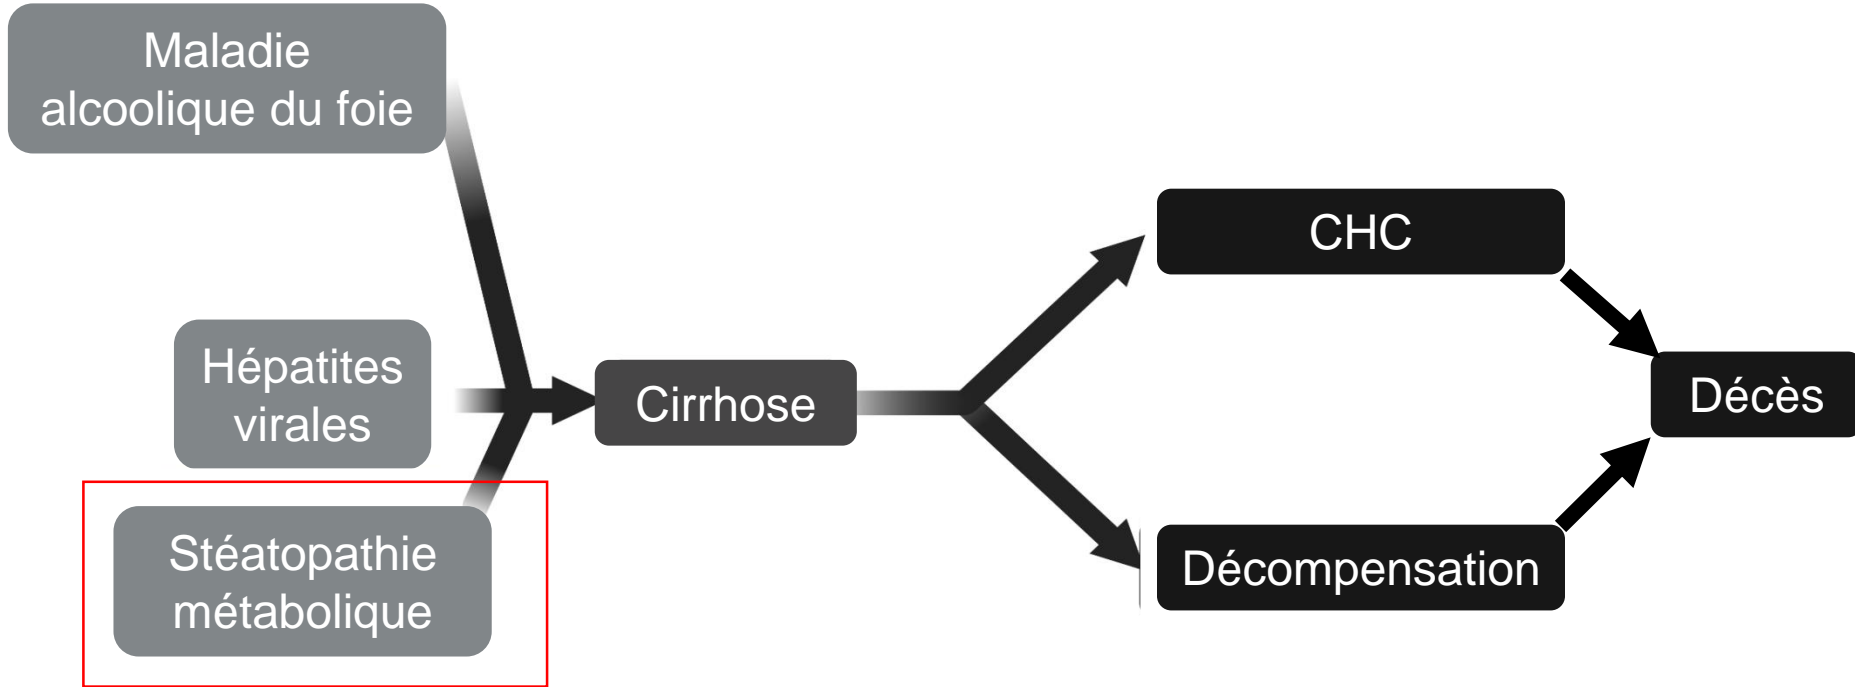 Maladie
alcoolique du foie
Hépatites
virales
Stéatopathie
métabolique
Cirrhose
CHC
Décompensation
Décès